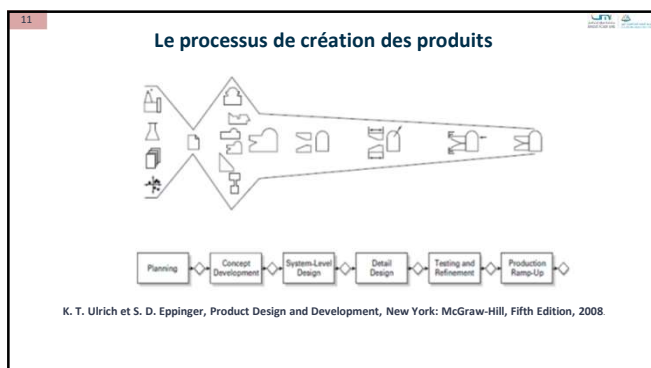 11
Le processus de création des produits
Planning
Concept
Development
System-Level
Design
Detail
Design
Testing and
Refinement
Production
Ramp-Up
K. T. Ulrich et S. D. Eppinger, Product Design and Development, New York: McGraw-Hill, Fifth Edition, 2008.